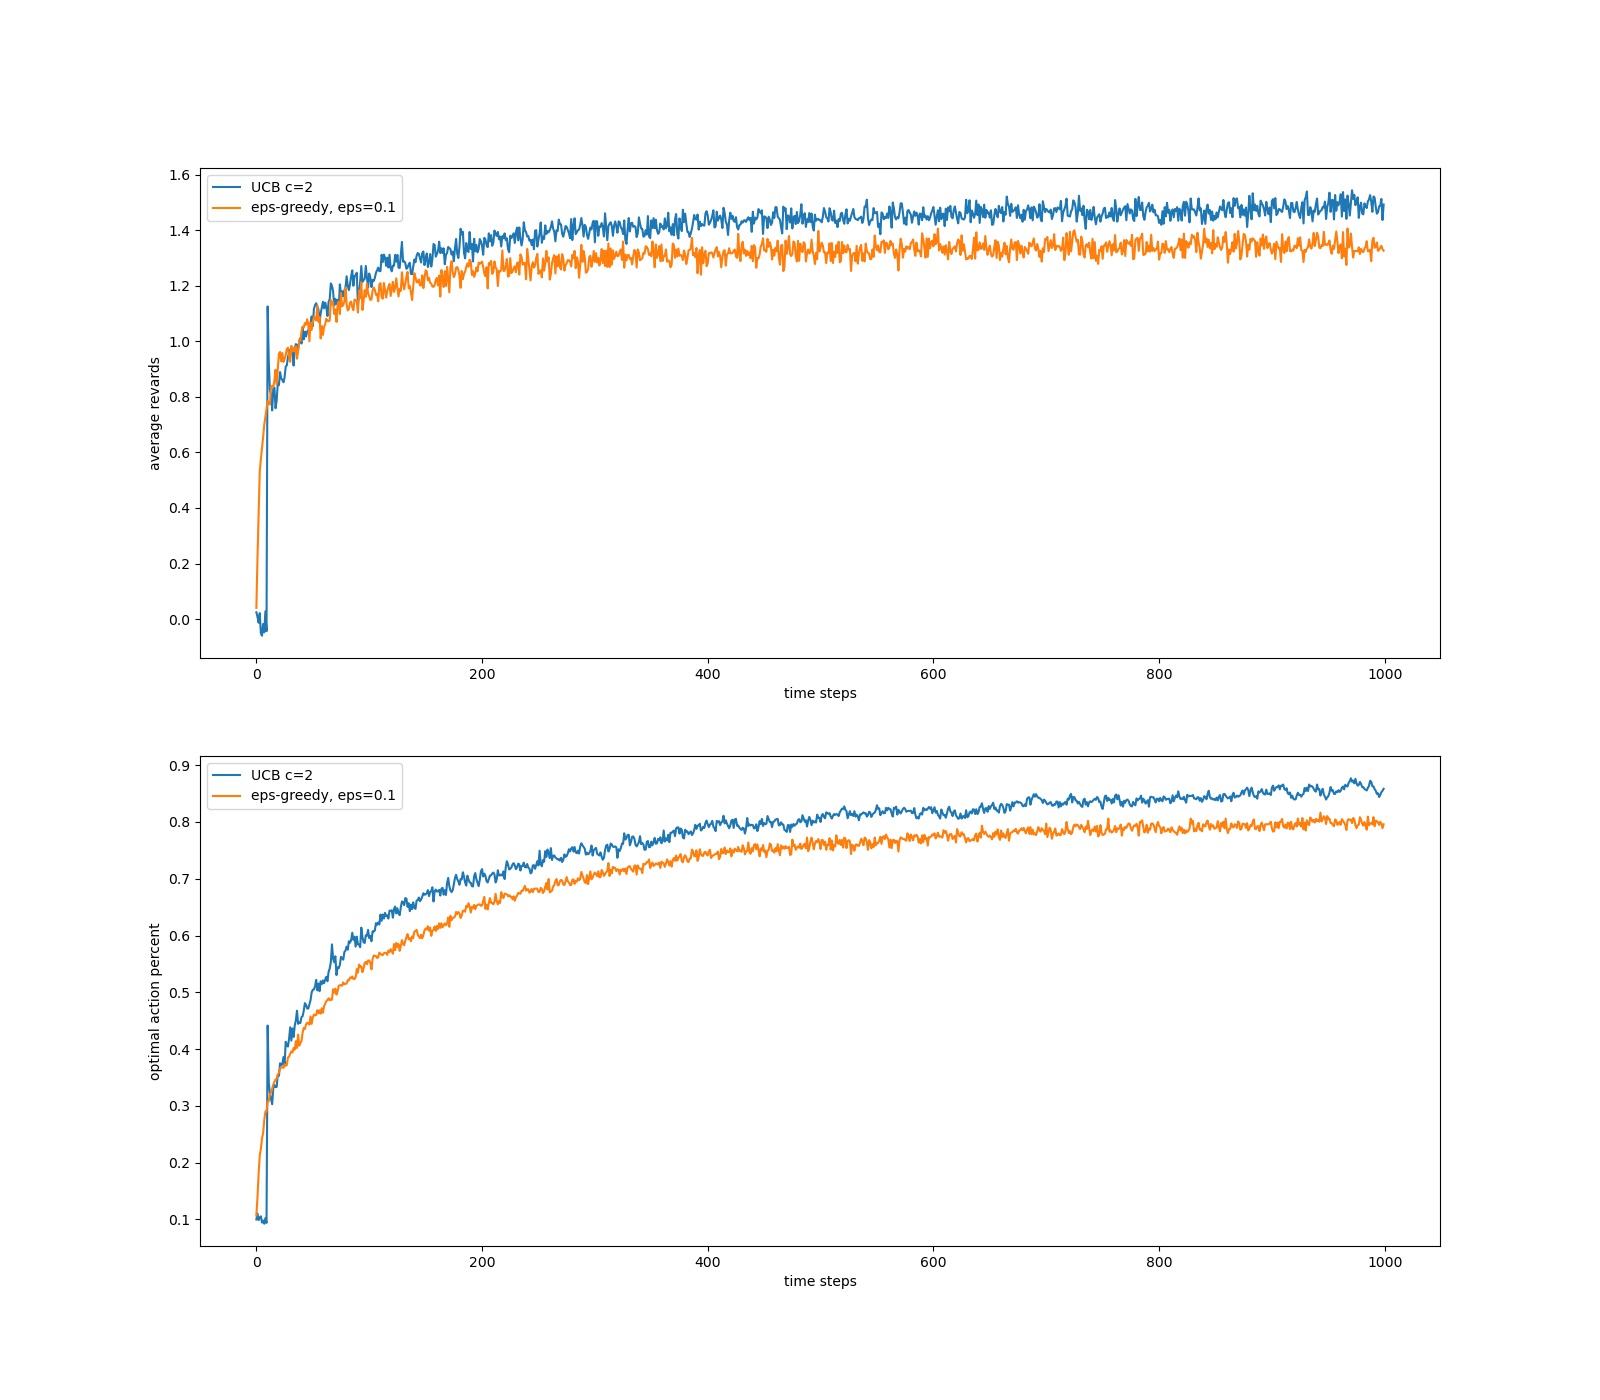 UCB c=2
eps-greedy, eps=0.1
1.6
1.4
1.2
1.0
0.8
0.6
0.4
0.2
0.0
average revards
0 200 400 600 800 1000
time steps
UCB c=2
eps-greedy, eps=0.1
0.9
0.8
0.7
0.6
0.5
0.4
0.3
0.2
0.1
optimal action percent
0 200 400 600 800 1000
time steps